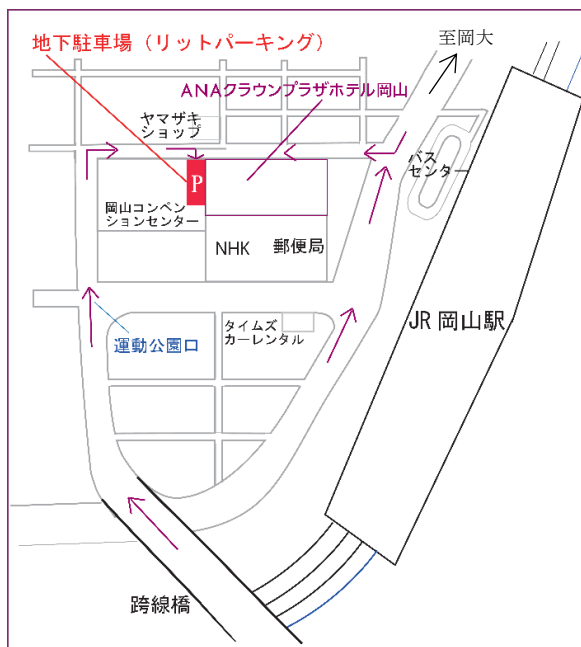 地下駐車場（リットパーキング）
至岡大
ANAクラウンプラザホテル岡山
ヤマザキ
ショップ
バス
センター
P
岡山コンベン
ションセンター
NHK
郵便局
JR 岡山駅
タイムズ
カーレンタル
運動公園口
跨線橋